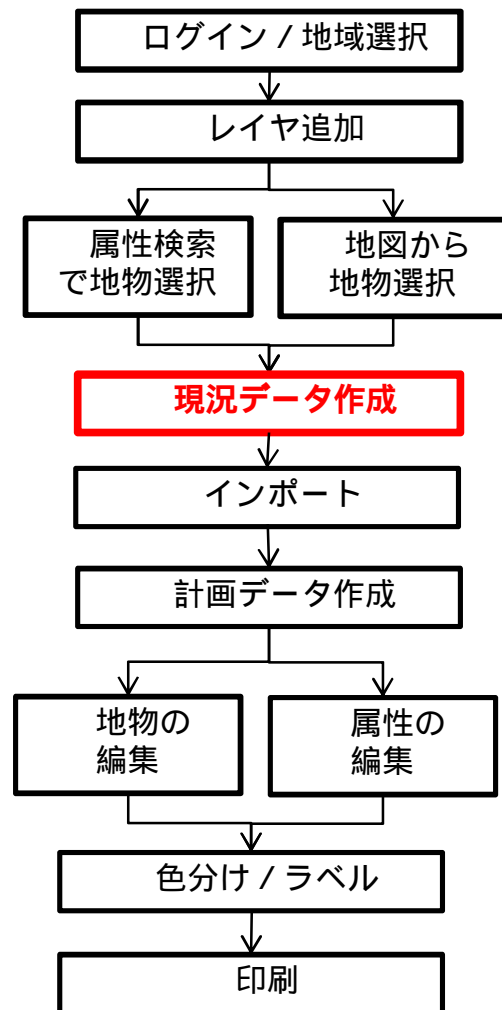 ログイン / 地域選択
レイヤ追加
属性検索
で地物選択
地図から
地物選択
現況データ作成
インポート
計画データ作成
地物の
編集
属性の
編集
色分け / ラベル
印刷